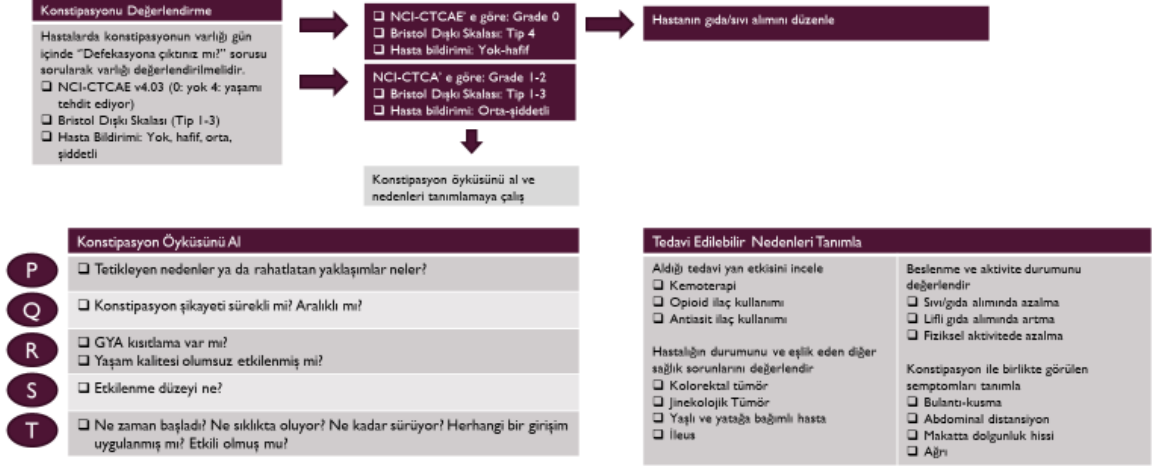 Konstipasyonu Değerlendirme
Hastalarda konstipasyonun varlığı gün
içinde "Defekasyona çıktınız mı?" sorusu
sorularak varlığı değerlendirilmelidir.
❑ NCI-CTCAE v4.03 (0: yok 4: yaşamı
tehdit ediyor)
❑ Bristol Dışkı Skalası (Tip 1-3)
❑ Hasta Bildirimi: Yok, hafif, orta,
şiddetli
❑ NCI-CTCAE' e göre: Grade 0
❑ Bristol Dışkı Skalası: Tip 4
❑ Hasta bildirimi: Yok-hafif
NCI-CTCA' e göre: Grade 1-2
❑ Bristol Dışkı Skalası: Tip 1-3
❑ Hasta bildirimi: Orta-şiddetli
Hastanın gıda/sıvı alımını düzenle
Konstipasyon öyküsünü al ve
nedenleri tanımlamaya çalış
Konstipasyon Öyküsünü Al
P
❑ Tetikleyen nedenler ya da rahatlatan yaklaşımlar neler?
Q
❑ Konstipasyon şikayeti sürekli mi? Aralıklı mı?
R
❑ GYA kısıtlama var mı?
❑ Yaşam kalitesi olumsuz etkilenmiş mi?
S
❑ Etkilenme düzeyi ne?
T
❑ Ne zaman başladı? Ne sıklıkta oluyor? Ne kadar sürüyor? Herhangi bir girişim
uygulanmış mı? Etkili olmuş mu?
Tedavi Edilebilir Nedenleri Tanımla
Aldığı tedavi yan etkisini incele
❑ Kemoterapi
❑ Opioid ilaç kullanımı
❑ Antiasit ilaç kullanımı
Hastalığın durumunu ve eşlik eden diğer
sağlık sorunlarını değerlendir
❑ Kolorektal tümör
❑ Jinekolojik Tümör
❑ Yaşlı ve yatağa bağımlı hasta
❑ İleus
Beslenme ve aktivite durumunu
değerlendir
❑ Sıvı/gıda alımında azalma
❑ Lifli gıda alımında artma
❑ Fiziksel aktivitede azalma
Konstipasyon ile birlikte görülen
semptomları tanımla
❑ Bulantı-kusma
❑ Abdominal distansiyon
❑ Makatta dolgunluk hissi
❑ Ağrı